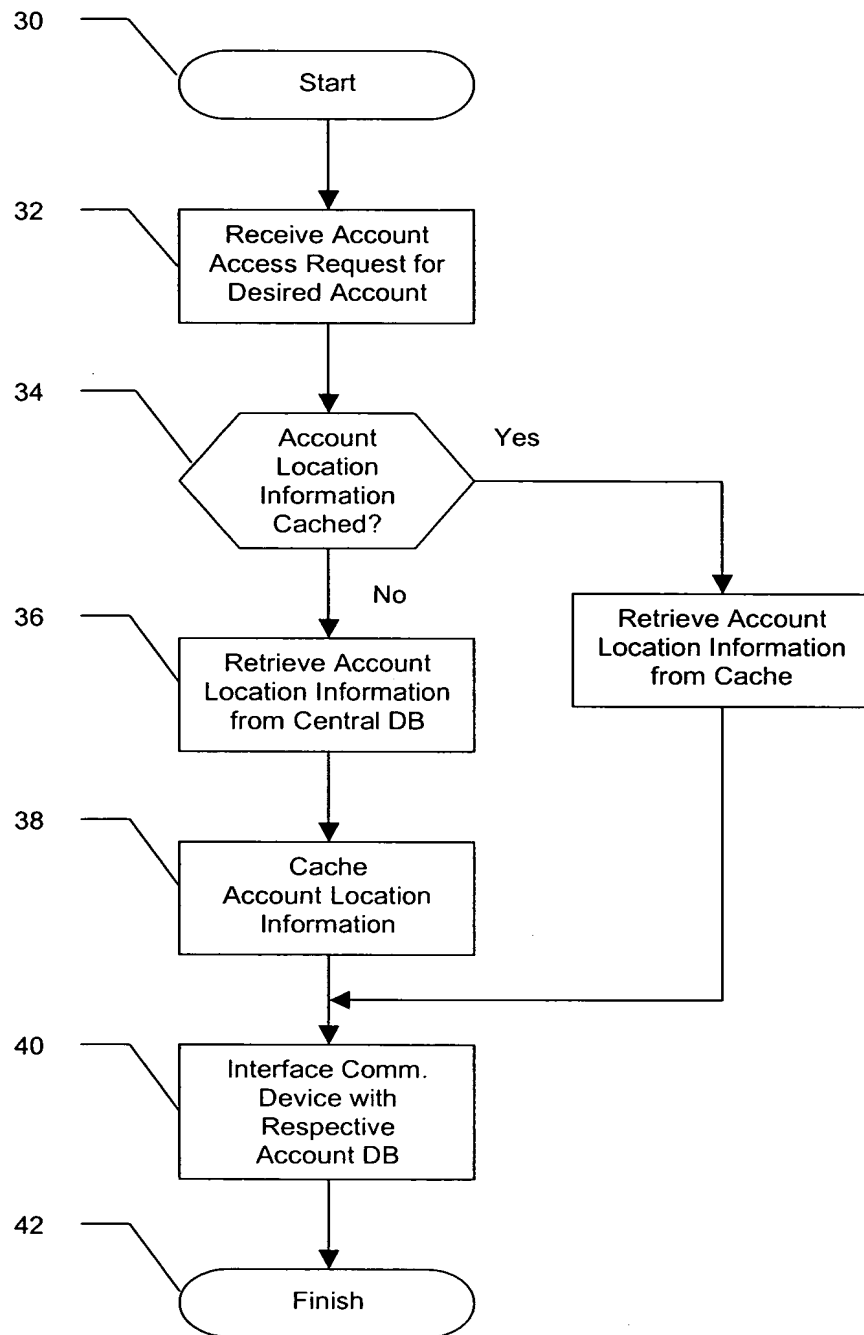 30
Start
32
Receive Account
Access Request for
Desired Account
34
Account
Location
Information
Cached?
Yes
No
36
Retrieve Account
Location Information
from Central DB
Retrieve Account
Location Information
from Cache
38
Cache
Account Location
Information
40
Interface Comm.
Device with
Respective
Account DB
42
Finish